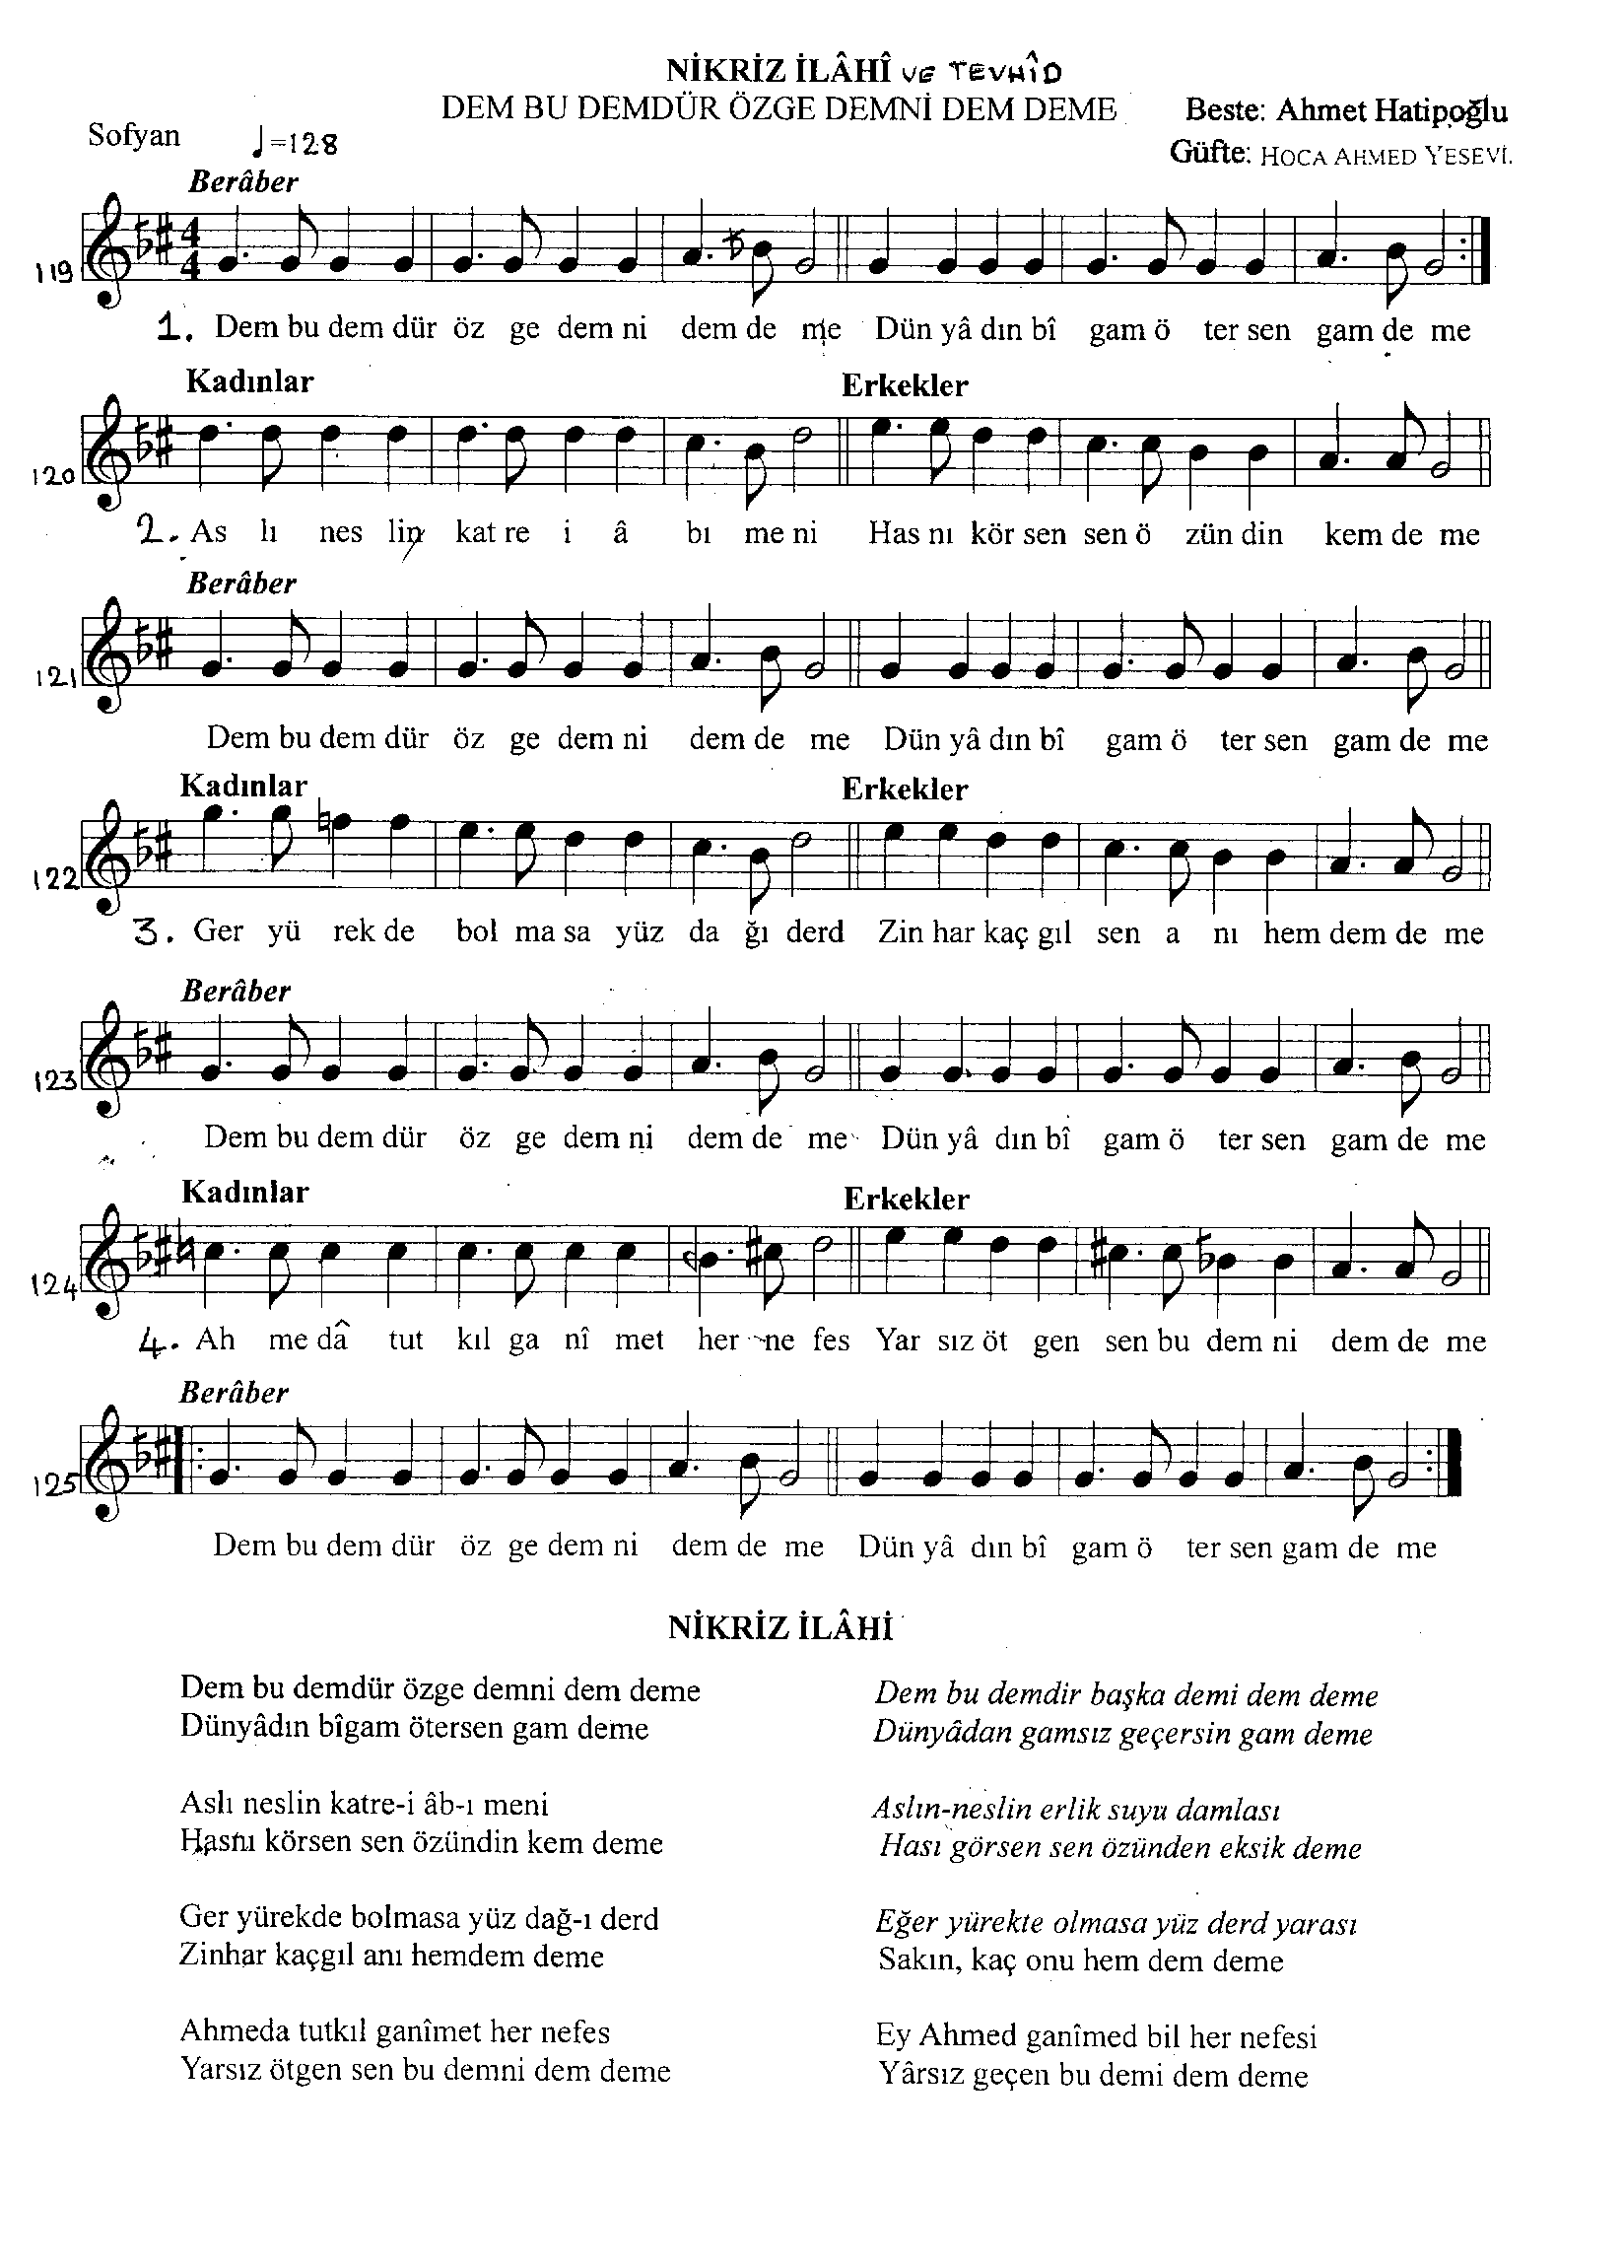 NİKRİZ İLÂHÎ VE TEVHÎD
DEM BU DEMDÜR ÖZGE DEMNİ DEM DEME
Beste: Ahmet Hatipoğlu
Sofyan ♩=128
Güfte: HOCA AHMED YESEVİ.
Berâber
119
1. Dem bu dem dür öz ge dem ni dem de me Dün yâ dın bî gam ö ter sen gam de me
Kadınlar Erkekler
120
2. As lı nes lin kat re i â bı me ni Has nı kör sen sen ö zün din kem de me
Berâber
121
Dem bu dem dür öz ge dem ni dem de me Dün yâ dın bî gam ö ter sen gam de me
Kadınlar Erkekler
122
3. Ger yü rek de bol ma sa yüz da ğı derd Zin har kaç gıl sen a nı hem dem de me
Berâber
123
Dem bu dem dür öz ge dem ni dem de me Dün yâ dın bî gam ö ter sen gam de me
Kadınlar Erkekler
124
4. Ah me dâ tut kıl ga nî met her ne fes Yar sız öt gen sen bu dem ni dem de me
Berâber
125
Dem bu dem dür öz ge dem ni dem de me Dün yâ dın bî gam ö ter sen gam de me
NİKRİZ İLÂHİ
Dem bu demdür özge demni dem deme
Dünyâdın bîgam ötersen gam deme
Aslı neslin katre-i âb-ı meni
Hasnı körsen sen özündin kem deme
Ger yürekde bolmasa yüz dağ-ı derd
Zinhar kaçgıl anı hemdem deme
Ahmeda tutkıl ganîmet her nefes
Yarsız ötgen sen bu demni dem deme
Dem bu demdir başka demi dem deme
Dünyâdan gamsız geçersin gam deme
Aslın-neslin erlik suyu damlası
Hası görsen sen özünden eksik deme
Eğer yürekte olmasa yüz derd yarası
Sakın, kaç onu hem dem deme
Ey Ahmed ganîmed bil her nefesi
Yârsız geçen bu demi dem deme